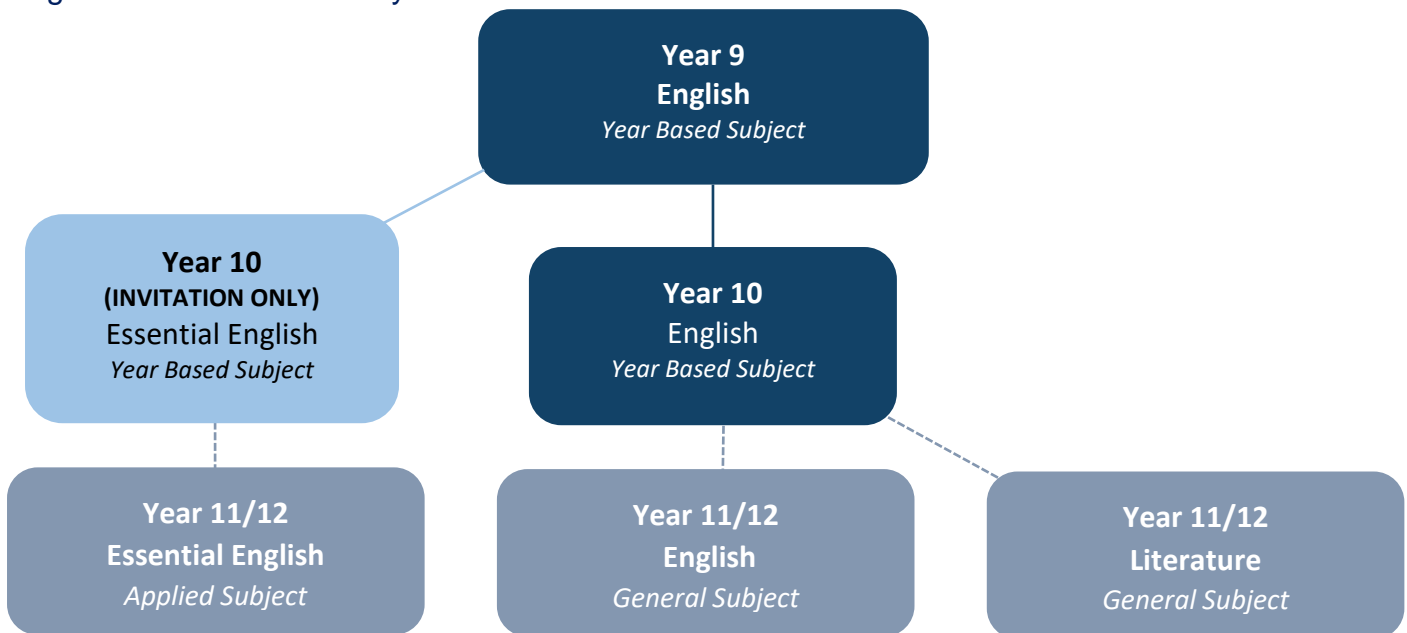 Year 9
English
Year Based Subject
Year 10
(INVITATION ONLY)
Essential English
Year Based Subject
Year 10
English
Year Based Subject
Year 11/12
Essential English
Applied Subject
Year 11/12
English
General Subject
Year 11/12
Literature
General Subject